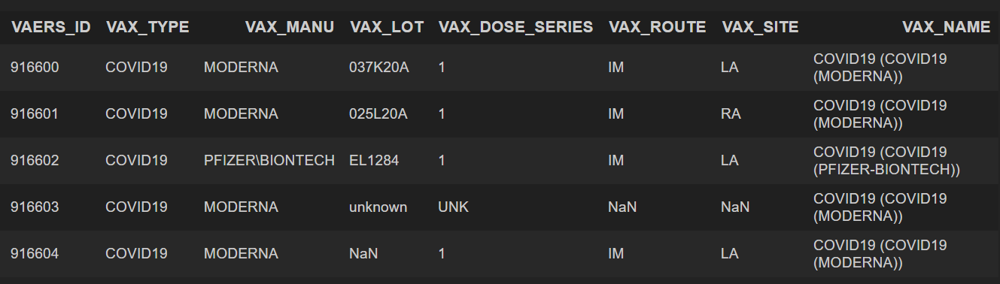 VAERS_ID VAX_TYPE VAX_MANU VAX_LOT VAX_DOSE_SERIES VAX_ROUTE VAX_SITE VAX_NAME
916600 COVID19 MODERNA 037K20A 1 IM LA COVID19 (COVID19
(MODERNA))
916601 COVID19 MODERNA 025L20A 1 IM RA COVID19 (COVID19
(MODERNA))
916602 COVID19 PFIZER\BIONTECH EL1284 1 IM LA COVID19 (COVID19
(PFIZER-BIONTECH))
916603 COVID19 MODERNA unknown UNK NaN NaN COVID19 (COVID19
(MODERNA))
916604 COVID19 MODERNA NaN 1 IM LA COVID19 (COVID19
(MODERNA))